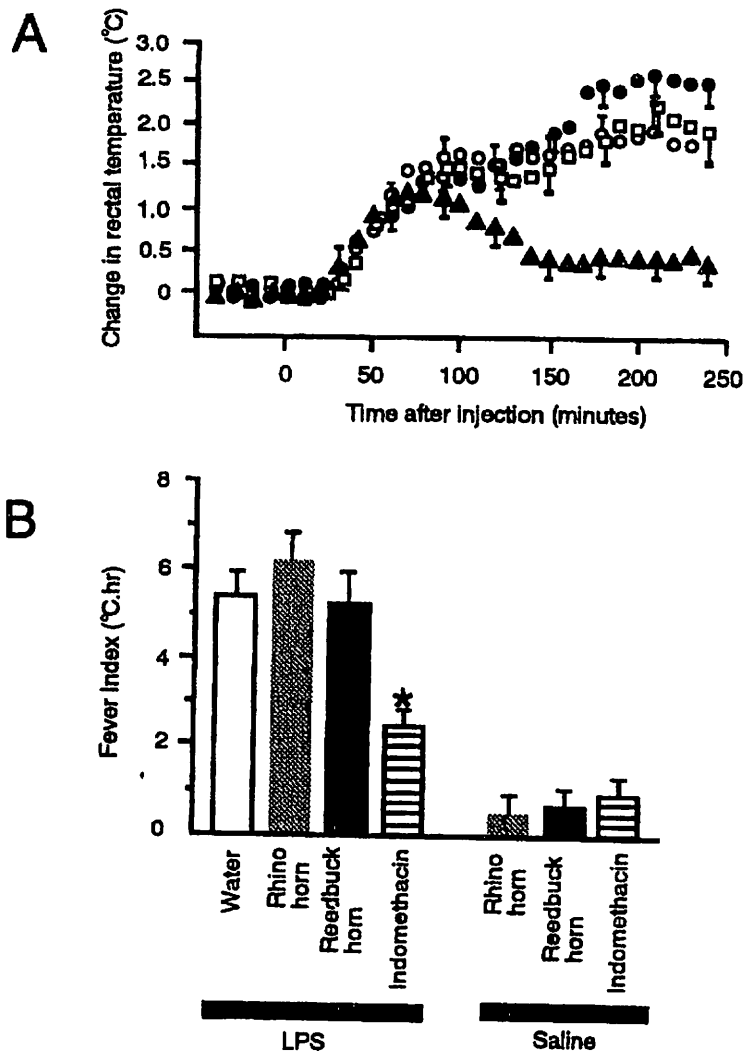 A
Change in rectal temperature (°C)
3.0
2.5
2.0
1.5
1.0
0.5
0
0 50 100 150 200 250
Time after injection (minutes)
B
Fever Index (°C.hr)
8
6
4
2
0
*
Water
Rhino horn
Reedbuck horn
Indomethacin
Rhino horn
Reedbuck horn
Indomethacin
LPS
Saline